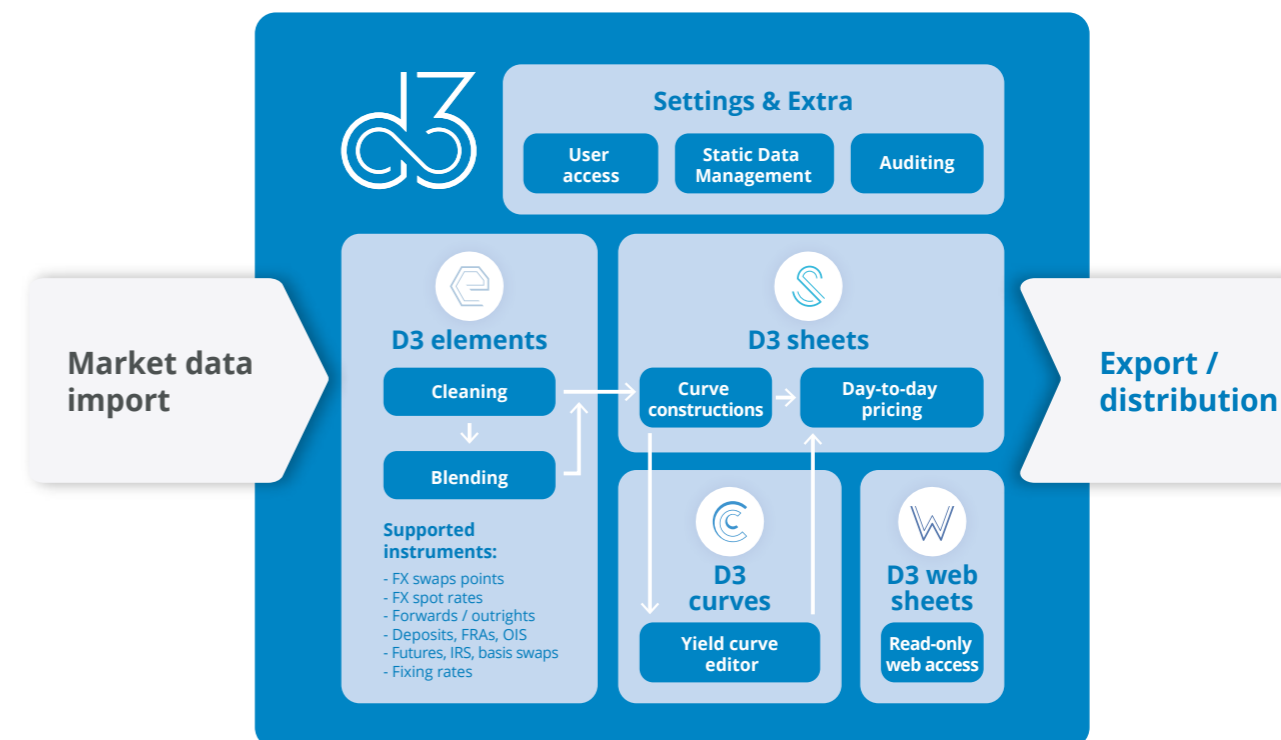 d3
Settings & Extra
User
access
Static Data
Management
Auditing
Market data
import
e
D3 elements
Cleaning
Blending
Supported
instruments:
- FX swaps points
- FX spot rates
- Forwards / outrights
- Deposits, FRAs, OIS
- Futures, IRS, basis swaps
- Fixing rates
S
D3 sheets
Curve
constructions
Day-to-day
pricing
C
D3
curves
Yield curve
editor
W
D3 web
sheets
Read-only
web access
Export /
distribution